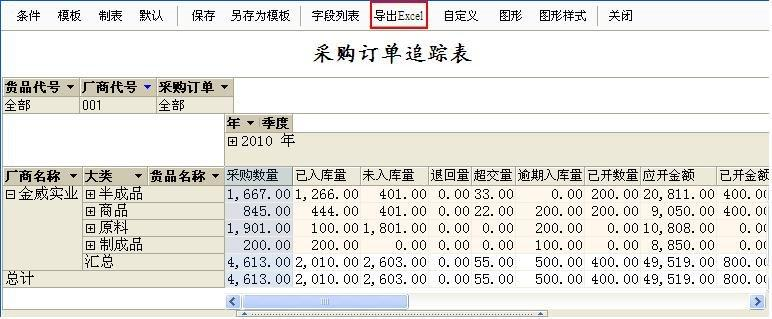 条件 模板 制表 默认 保存 另存为模板 字段列表 导出Excel 自定义 图形 图形样式 关闭
采购订单追踪表
货品代号 厂商代号 采购订单
全部 001 全部
年 季度
2010 年
厂商名称 大类 货品名称 采购数量 已入库量 未入库量 退回量 超交量 逾期入库量 已开数量 应开金额 已开金额
金威实业 半成品 1,667.00 1,266.00 401.00 0.00 33.00 0.00 200.00 20,811.00 400.00
商品 845.00 444.00 401.00 0.00 22.00 200.00 200.00 9,050.00 400.00
原料 1,901.00 100.00 1,801.00 0.00 0.00 200.00 0.00 10,808.00 0.00
制成品 200.00 200.00 0.00 0.00 0.00 100.00 0.00 8,850.00 0.00
汇总 4,613.00 2,010.00 2,603.00 0.00 55.00 500.00 400.00 49,519.00 800.00
总计 4,613.00 2,010.00 2,603.00 0.00 55.00 500.00 400.00 49,519.00 800.00